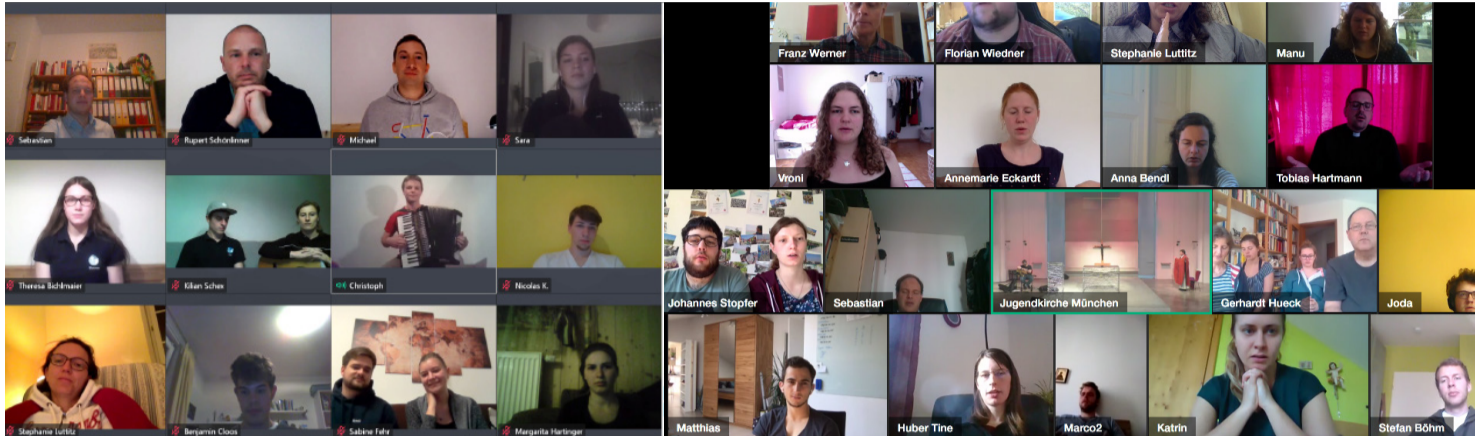 Sebastian
Rupert Schönlinner
Michael
Sara
Theresa Bichlmaier
Kilian Schex
Christoph
Nicolas K.
Stephanie Luttitz
Benjamin Cloos
Sabine Fehr
Margarita Hartinger
Franz Werner
Florian Wiedner
Stephanie Luttitz
Manu
Vroni
Annemarie Eckardt
Anna Bendl
Tobias Hartmann
Johannes Stopfer
Sebastian
Jugendkirche München
Gerhardt Hueck
Joda
Matthias
Huber Tine
Marco2
Katrin
Stefan Böhm